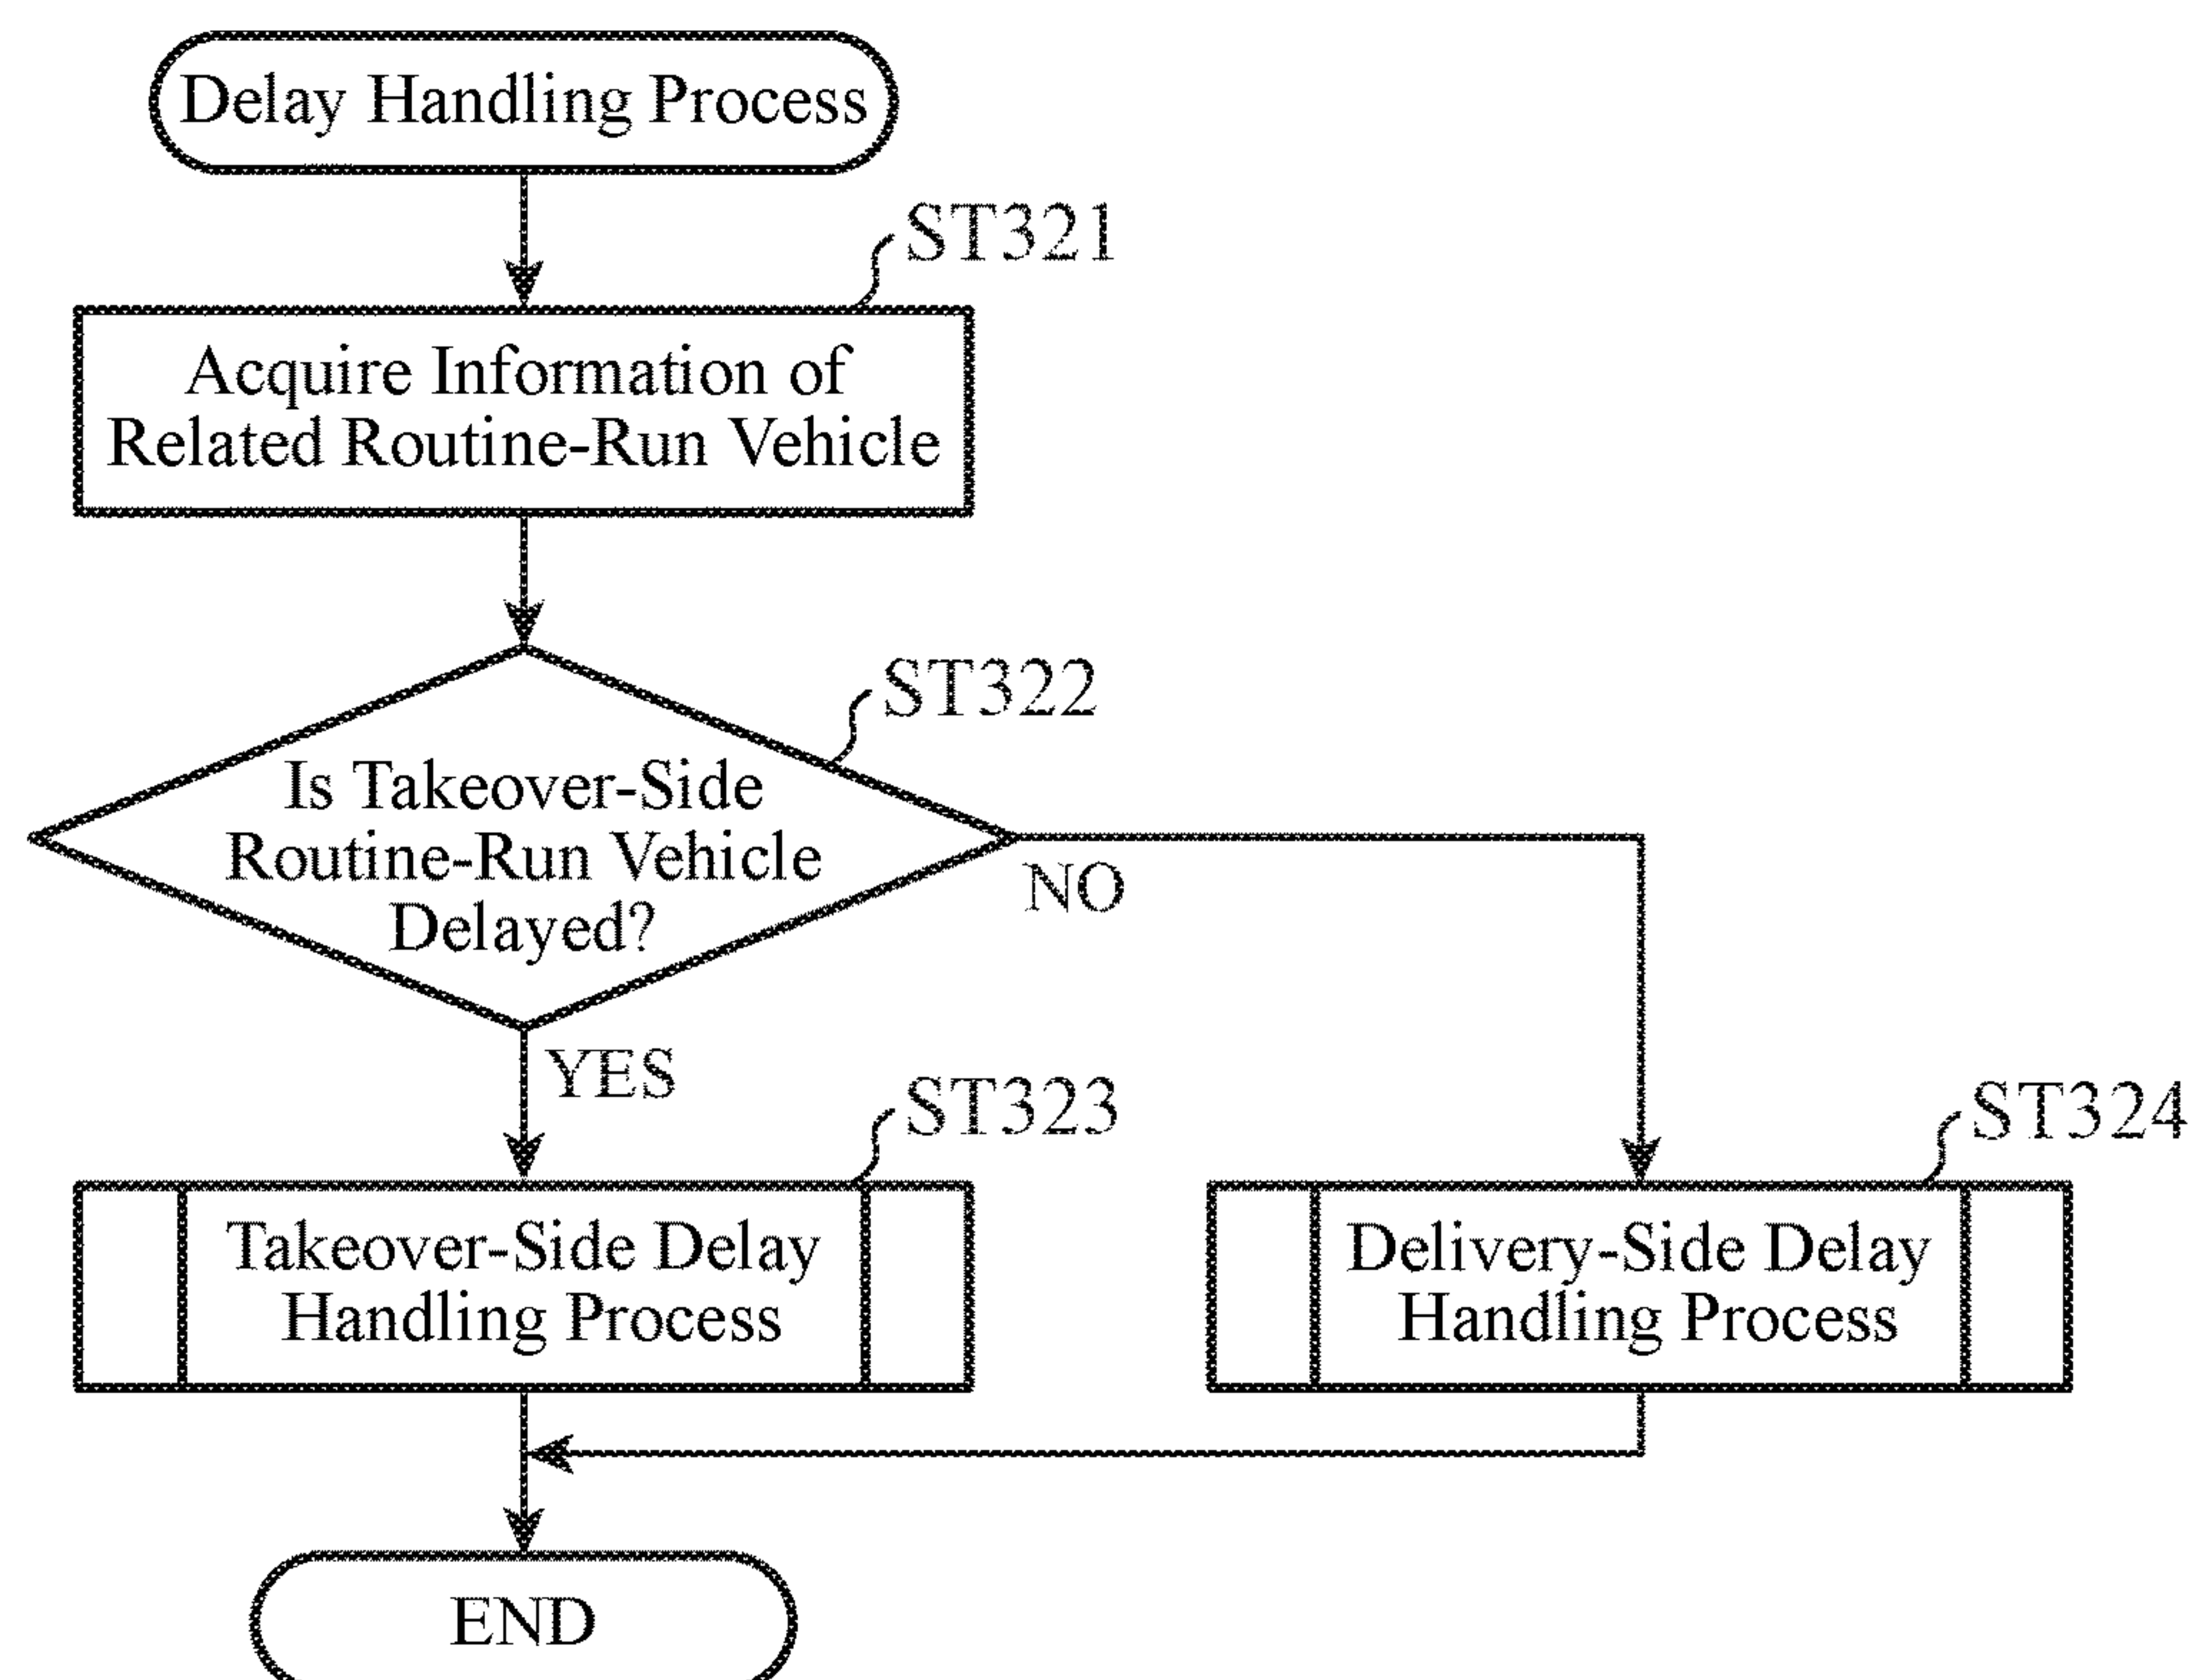 Delay Handling Process
ST321
Acquire Information of
Related Routine-Run Vehicle
ST322
Is Takeover-Side
Routine-Run Vehicle
Delayed?
NO
YES
ST323
ST324
Takeover-Side Delay
Handling Process
Delivery-Side Delay
Handling Process
END